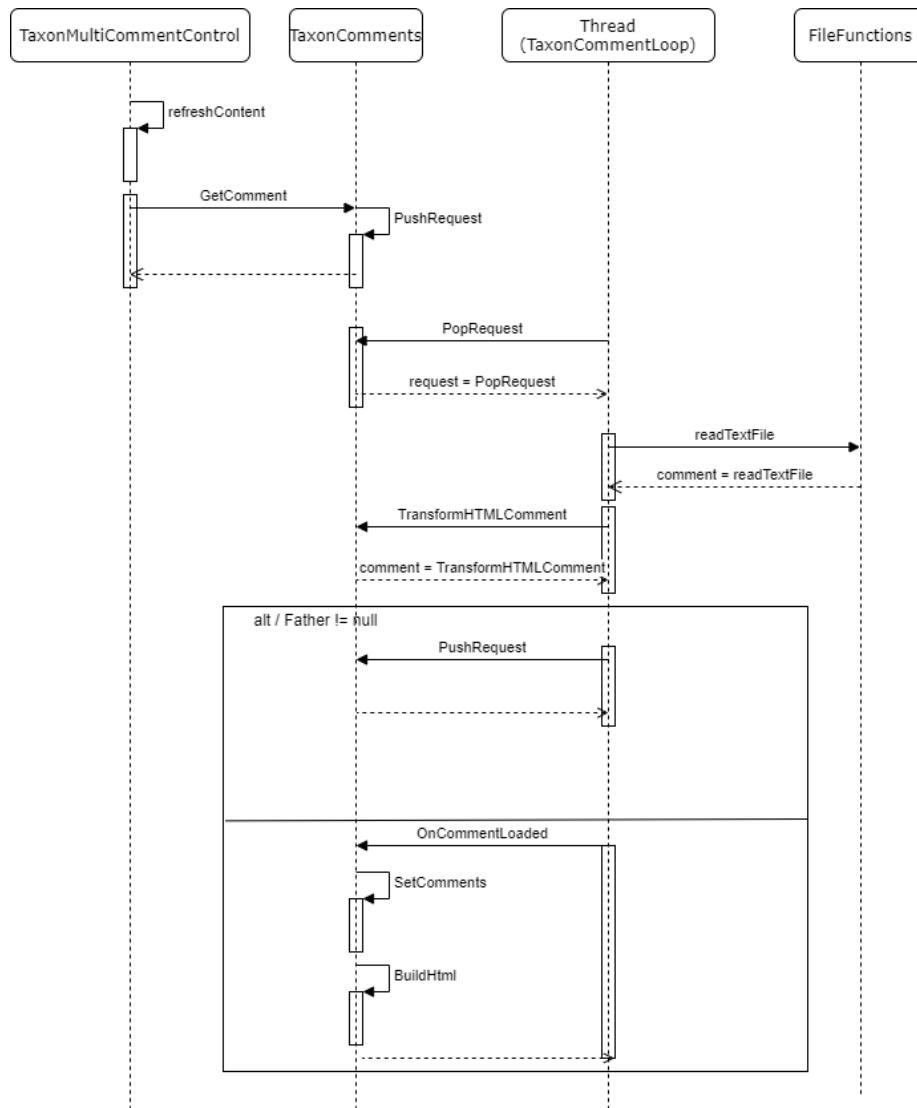 TaxonMultiCommentControl
TaxonComments
Thread
(TaxonCommentLoop)
FileFunctions
refreshContent
GetComment
PushRequest
PopRequest
request = PopRequest
readTextFile
comment = readTextFile
TransformHTMLComment
comment = TransformHTMLComment
alt / Father != null
PushRequest
OnCommentLoaded
SetComments
BuildHtml